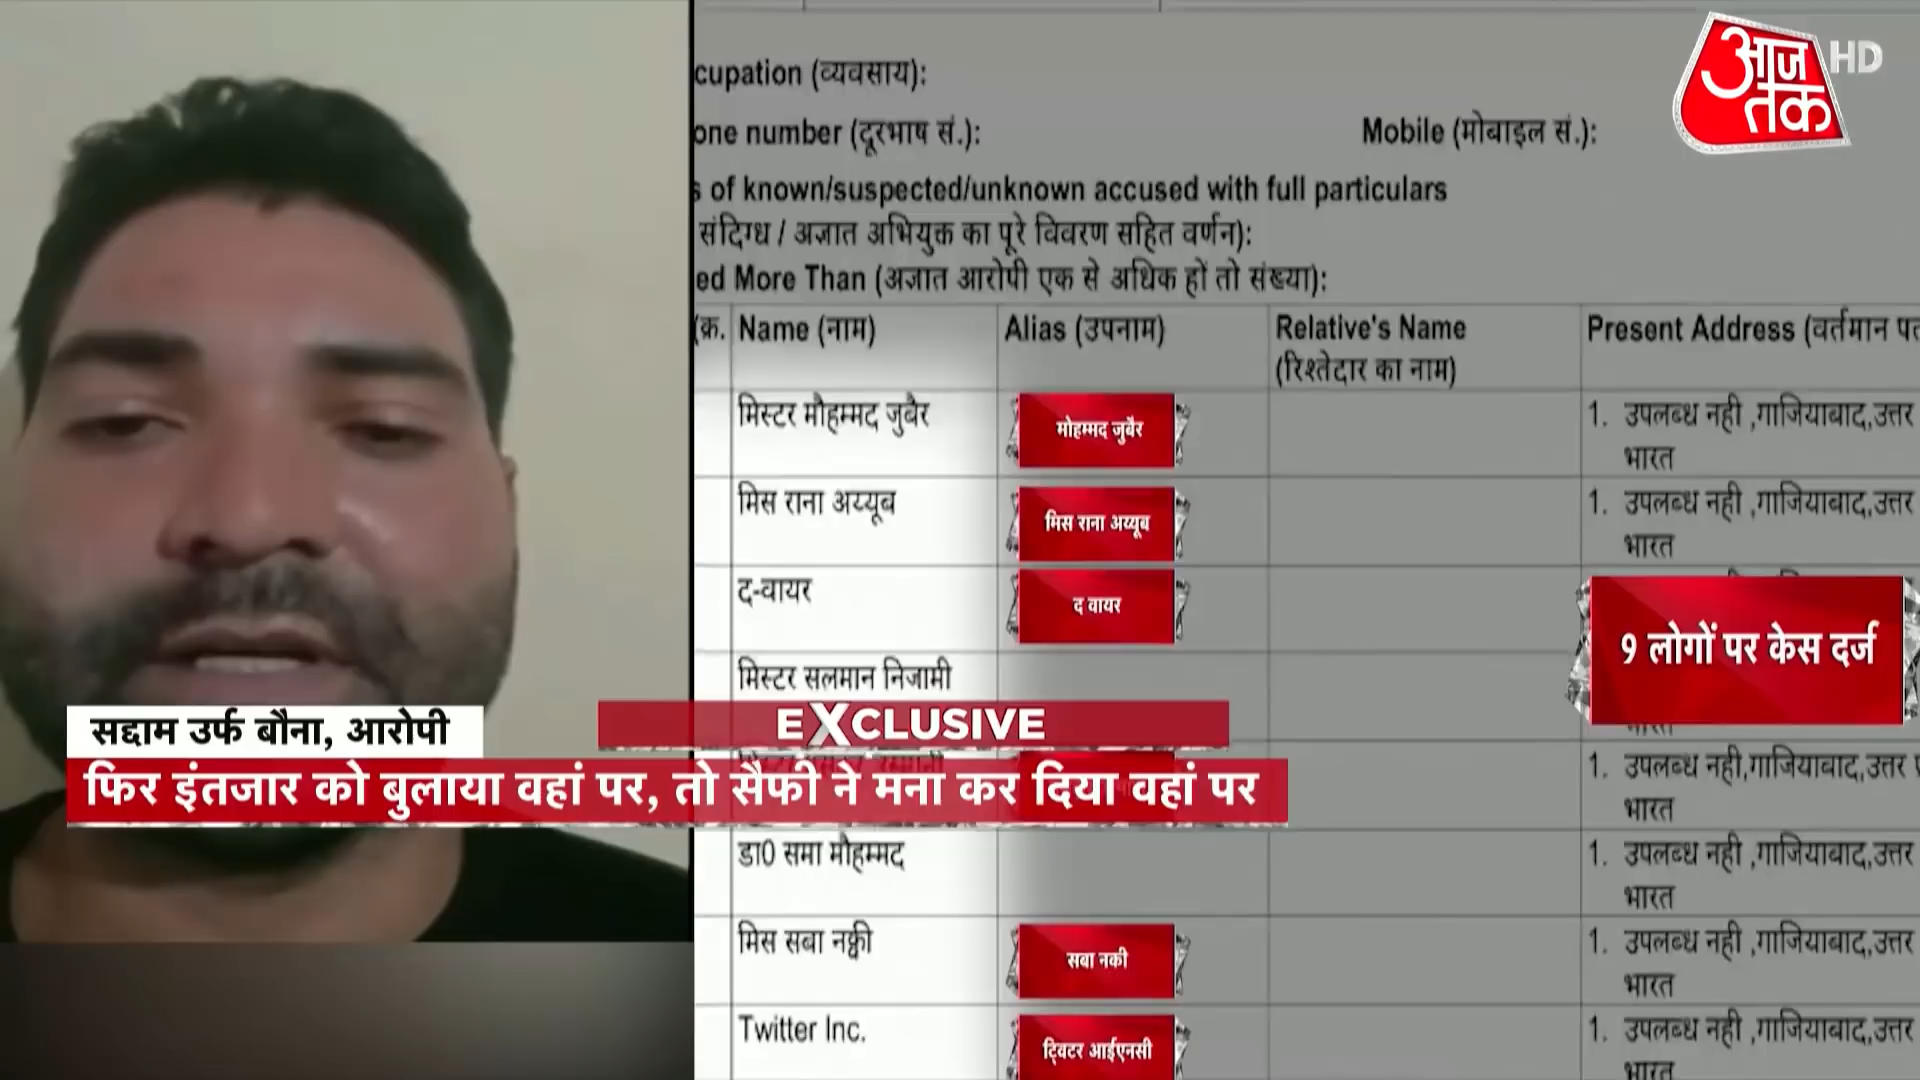 आज तक HD
cupation (व्यवसाय):
one number (दूरभाष सं.): Mobile (मोबाइल सं.):
s of known/suspected/unknown accused with full particulars
संदिग्ध / अज्ञात अभियुक्त का पूरे विवरण सहित वर्णन):
ed More Than (अज्ञात आरोपी एक से अधिक हों तो संख्या):
(क्र. Name (नाम) Alias (उपनाम) Relative's Name Present Address (वर्तमान पत
(रिश्तेदार का नाम)
मिस्टर मौहम्मद जुबैर मोहम्मद जुबैर 1. उपलब्ध नही ,गाजियाबाद,उत्तर
भारत
मिस राना अय्यूब मिस राना अय्यूब 1. उपलब्ध नही ,गाजियाबाद,उत्तर
भारत
द-वायर द वायर
9 लोगों पर केस दर्ज
मिस्टर सलमान निजामी
सद्दाम उर्फ बौना, आरोपी
EXCLUSIVE
फिर इंतजार को बुलाया वहां पर, तो सैफी ने मना कर दिया वहां पर
1. उपलब्ध नही,गाजियाबाद,उत्तर
भारत
डा0 समा मौहम्मद 1. उपलब्ध नही ,गाजियाबाद,उत्तर
भारत
मिस सबा नक्वी सबा नकी 1. उपलब्ध नही ,गाजियाबाद,उत्तर
भारत
Twitter Inc. ट्विटर आईएनसी 1. उपलब्ध नही ,गाजियाबाद,उत्तर
भारत